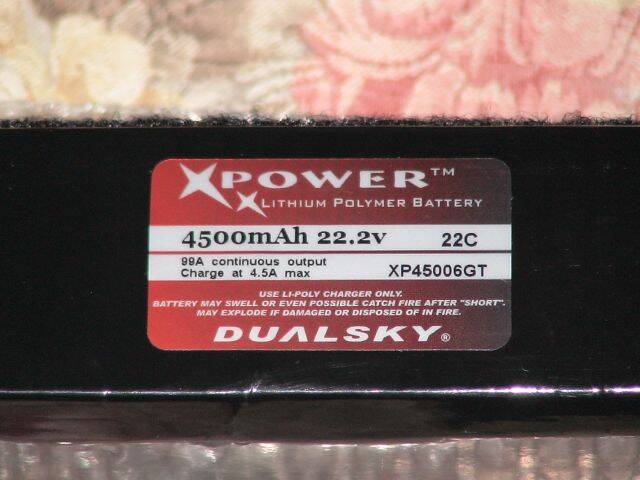 XPOWER™
X LITHIUM POLYMER BATTERY
4500mAh 22.2v 22C
99A continuous output
Charge at 4.5A max XP45006GT
USE LI-POLY CHARGER ONLY.
BATTERY MAY SWELL OR EVEN POSSIBLE CATCH FIRE AFTER "SHORT".
MAY EXPLODE IF DAMAGED OR DISPOSED OF IN FIRE.
DUALSKY®